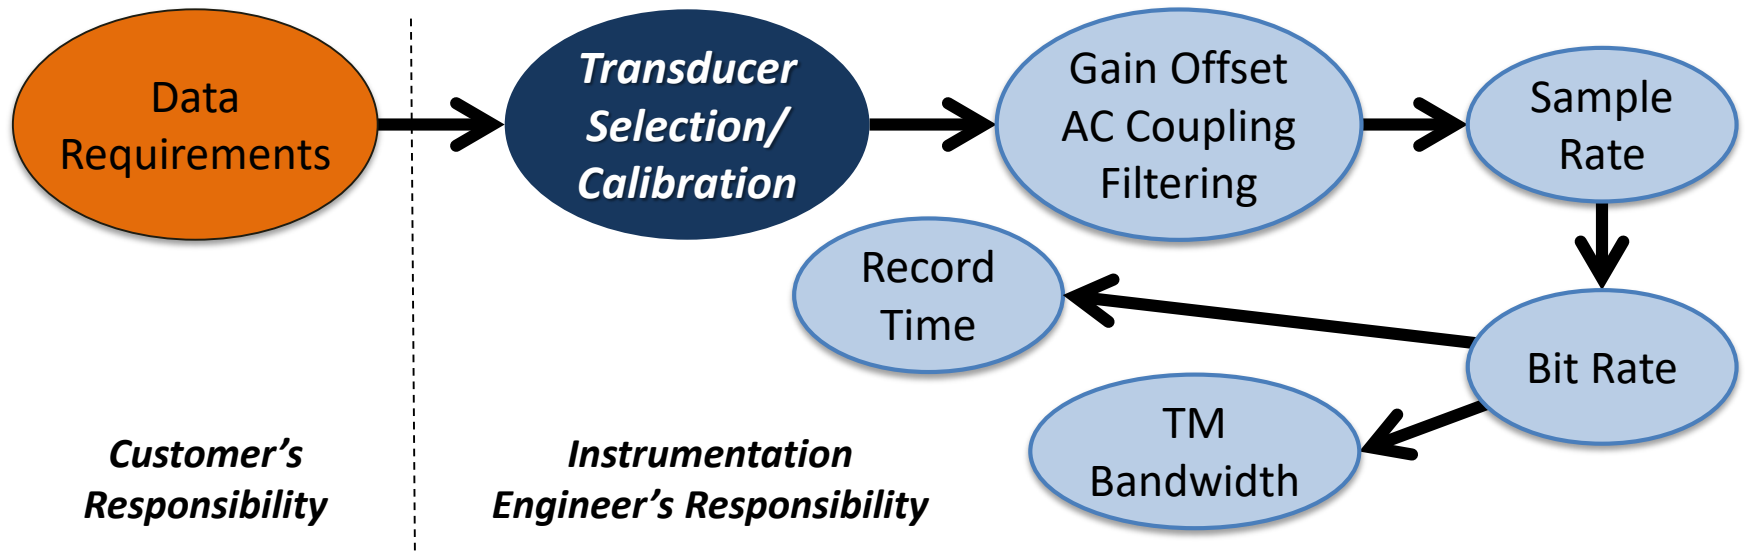 Data
Requirements
Transducer
Selection/
Calibration
Gain Offset
AC Coupling
Filtering
Sample
Rate
Record
Time
Bit Rate
TM
Bandwidth
Customer’s
Responsibility
Instrumentation
Engineer’s Responsibility